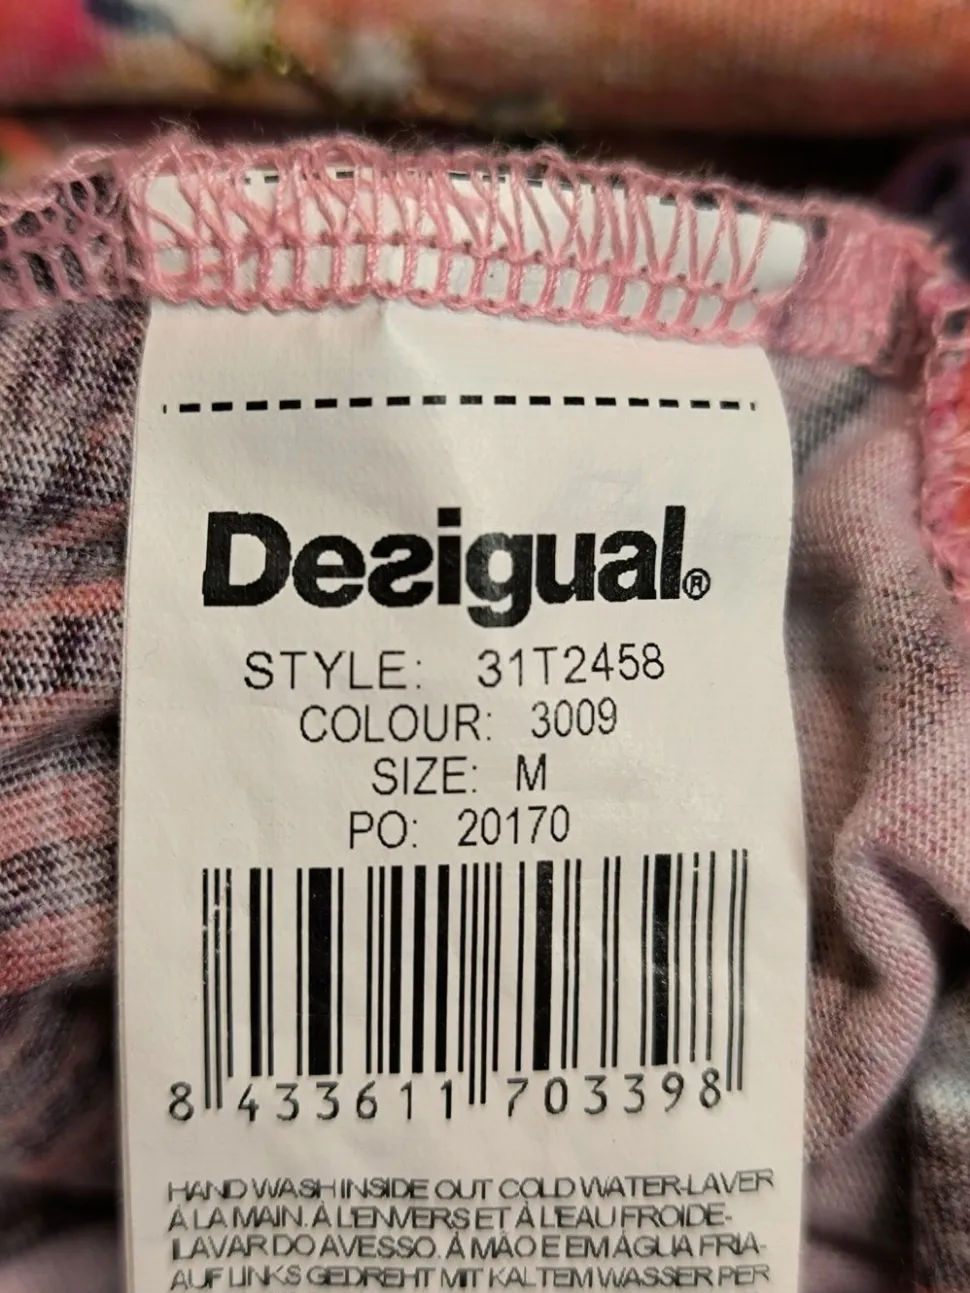 Desigual®
STYLE: 31T2458
COLOUR: 3009
SIZE: M
PO: 20170
8 433611 703398
HAND WASH INSIDE OUT COLD WATER-LAVER
À LA MAIN. À L'ENVERS ET À L'EAU FROIDE-
LAVAR DO AVESSO. À MÃO E EM ÁGUA FRIA-
AUF LINKS GEDREHT MIT KALTEM WASSER PER